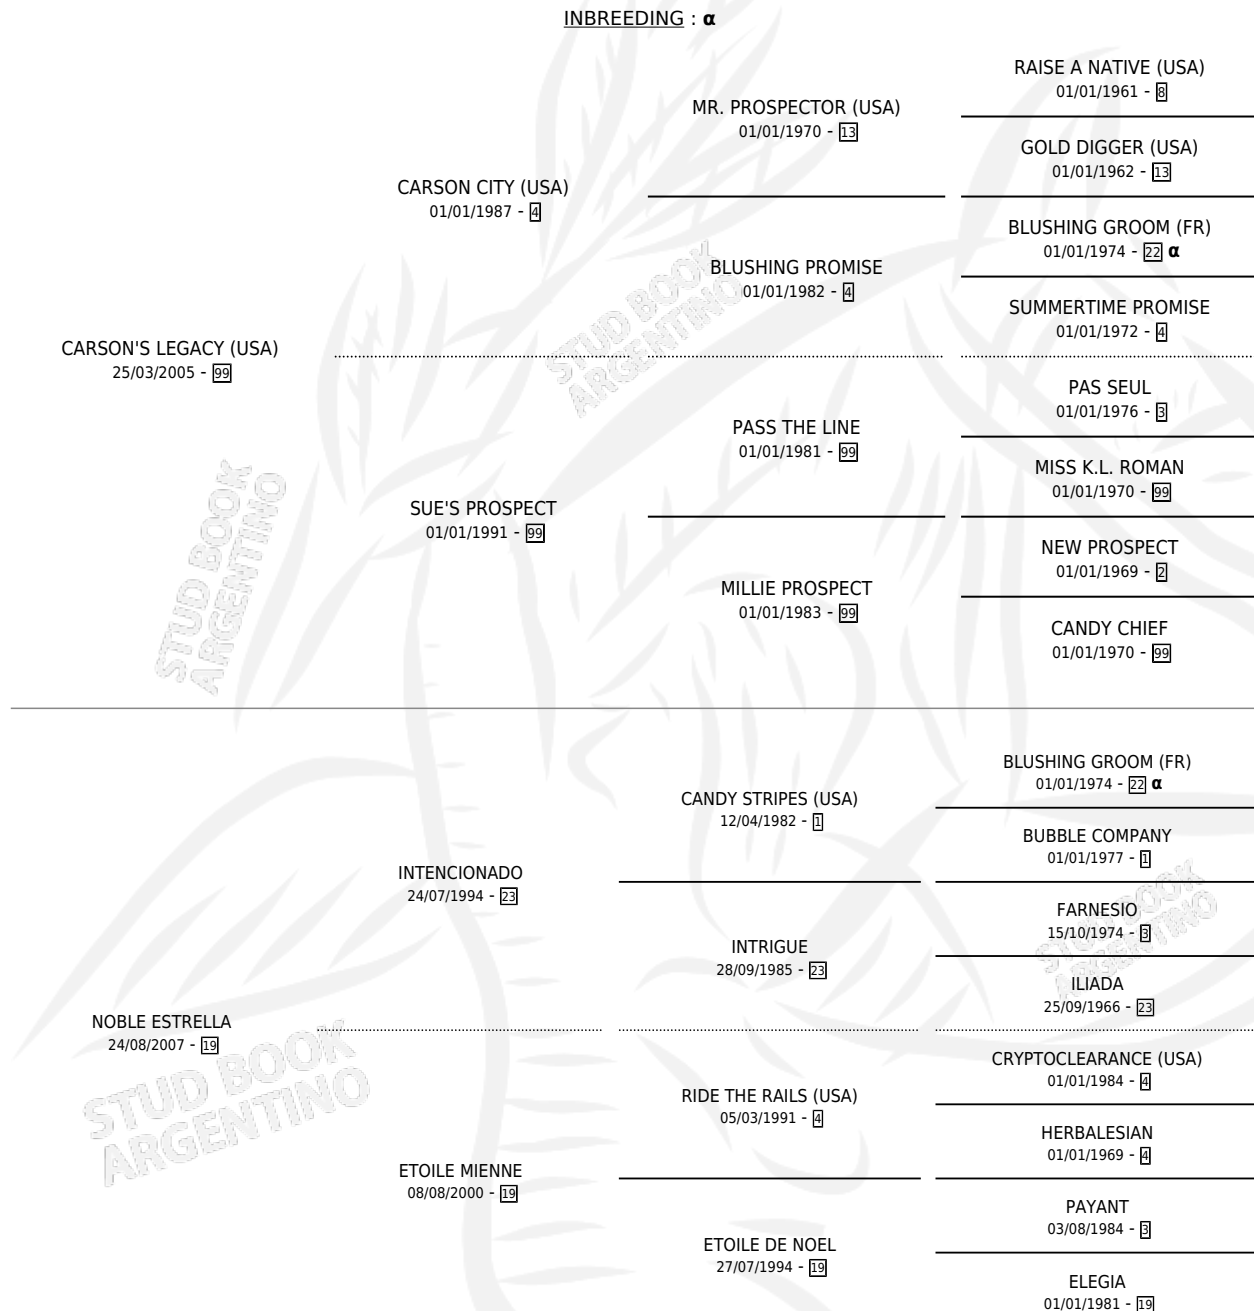 INBREEDING : α
RAISE A NATIVE (USA)
01/01/1961 - 8
MR. PROSPECTOR (USA)
01/01/1970 - 13
GOLD DIGGER (USA)
01/01/1962 - 13
CARSON CITY (USA)
01/01/1987 - 4
BLUSHING GROOM (FR)
01/01/1974 - 22 α
BLUSHING PROMISE
01/01/1982 - 4
SUMMERTIME PROMISE
01/01/1972 - 4
CARSON'S LEGACY (USA)
25/03/2005 - 99
PAS SEUL
01/01/1976 - 3
PASS THE LINE
01/01/1981 - 99
MISS K.L. ROMAN
01/01/1970 - 99
SUE'S PROSPECT
01/01/1991 - 99
NEW PROSPECT
01/01/1969 - 2
MILLIE PROSPECT
01/01/1983 - 99
CANDY CHIEF
01/01/1970 - 99
BLUSHING GROOM (FR)
01/01/1974 - 22 α
CANDY STRIPES (USA)
12/04/1982 - 1
BUBBLE COMPANY
01/01/1977 - 1
INTENCIONADO
24/07/1994 - 23
FARNESIO
15/10/1974 - 3
INTRIGUE
28/09/1985 - 23
ILIADA
25/09/1966 - 23
NOBLE ESTRELLA
24/08/2007 - 19
CRYPTOCLEARANCE (USA)
01/01/1984 - 4
RIDE THE RAILS (USA)
05/03/1991 - 4
HERBALESIAN
01/01/1969 - 4
ETOILE MIENNE
08/08/2000 - 19
PAYANT
03/08/1984 - 3
ETOILE DE NOEL
27/07/1994 - 19
ELEGIA
01/01/1981 - 19
STUD BOOK
ARGENTINO
STUD BOOK
ARGENTINO
STUD BOOK
ARGENTINO
STUD BOOK
ARGENTINO